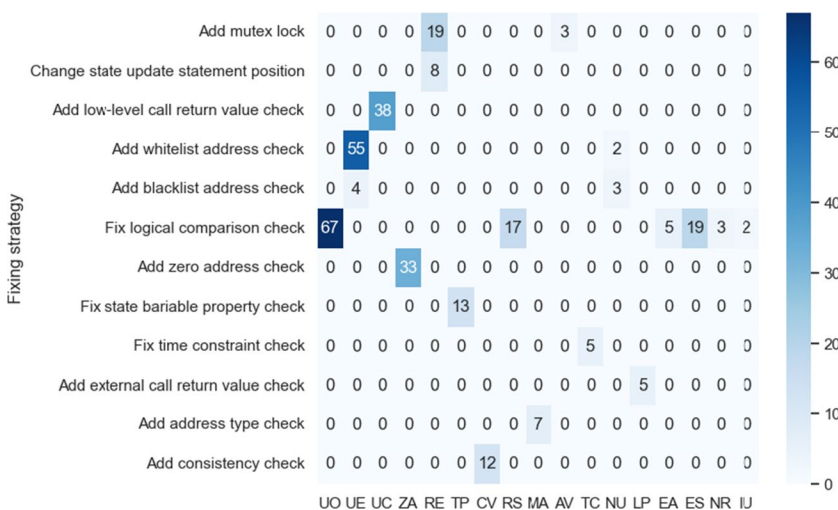 Fixing strategy
Add mutex lock 0 0 0 0 19 0 0 0 0 3 0 0 0 0 0 0 0
Change state update statement position 0 0 0 0 8 0 0 0 0 0 0 0 0 0 0 0 0
Add low-level call return value check 0 0 38 0 0 0 0 0 0 0 0 0 0 0 0 0 0
Add whitelist address check 0 55 0 0 0 0 0 0 0 0 0 2 0 0 0 0 0
Add blacklist address check 0 4 0 0 0 0 0 0 0 0 0 3 0 0 0 0 0
Fix logical comparison check 67 0 0 0 0 0 0 17 0 0 0 0 0 5 19 3 2
Add zero address check 0 0 0 33 0 0 0 0 0 0 0 0 0 0 0 0 0
Fix state bariable property check 0 0 0 0 0 13 0 0 0 0 0 0 0 0 0 0 0
Fix time constraint check 0 0 0 0 0 0 0 0 0 0 5 0 0 0 0 0 0
Add external call return value check 0 0 0 0 0 0 0 0 0 0 0 0 5 0 0 0 0
Add address type check 0 0 0 0 0 0 0 0 7 0 0 0 0 0 0 0 0
Add consistency check 0 0 0 0 0 0 12 0 0 0 0 0 0 0 0 0 0
UO UE UC ZA RE TP CV RS MA AV TC NU LP EA ES NR IU
60
50
40
30
20
10
0